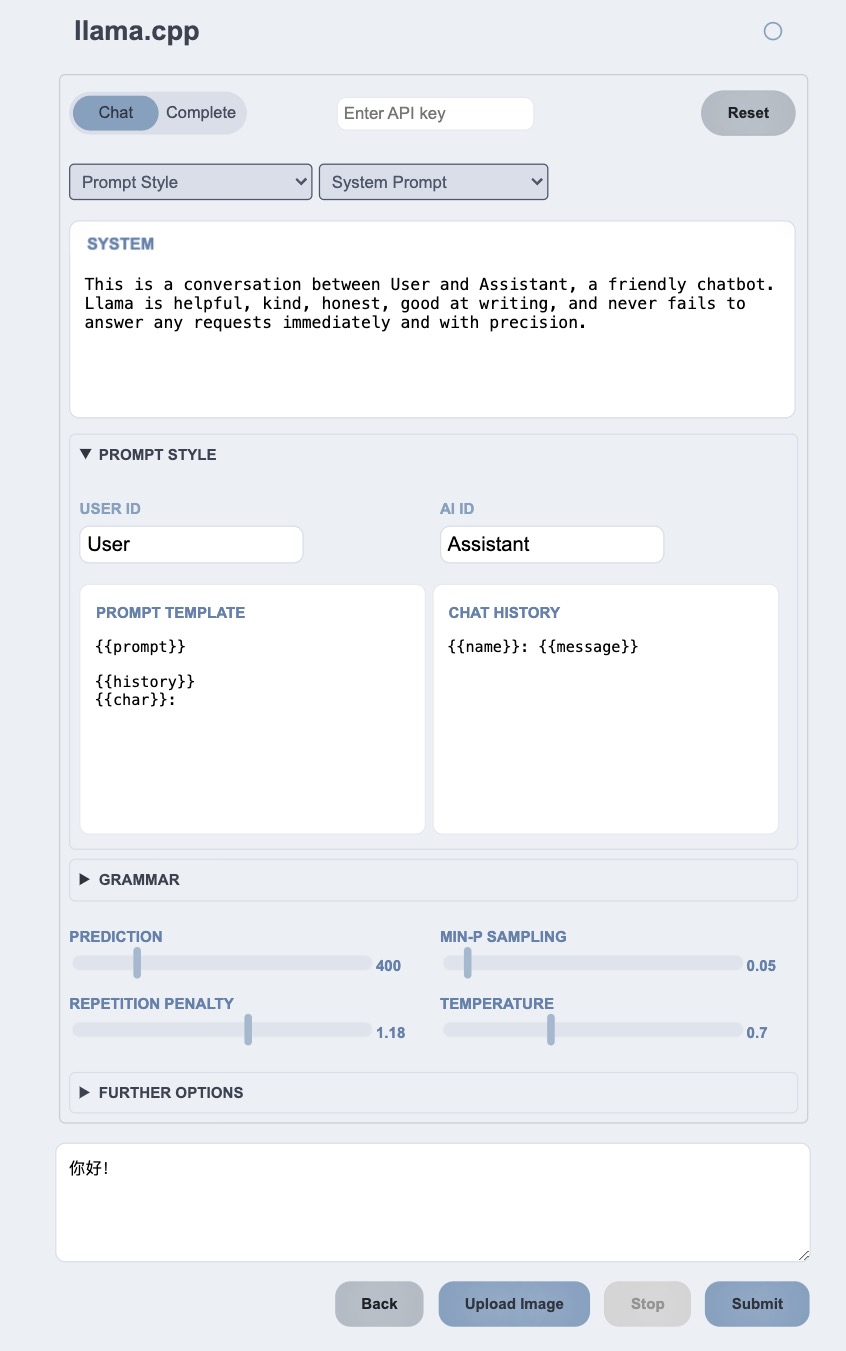 llama.cpp
Chat Complete Enter API key Reset
Prompt Style System Prompt
SYSTEM
This is a conversation between User and Assistant, a friendly chatbot.
Llama is helpful, kind, honest, good at writing, and never fails to
answer any requests immediately and with precision.
PROMPT STYLE
USER ID AI ID
User Assistant
PROMPT TEMPLATE
{{prompt}}
{{history}}
{{char}}:
CHAT HISTORY
{{name}}: {{message}}
GRAMMAR
PREDICTION 400
MIN-P SAMPLING 0.05
REPETITION PENALTY 1.18
TEMPERATURE 0.7
FURTHER OPTIONS
你好!
Back Upload Image Stop Submit